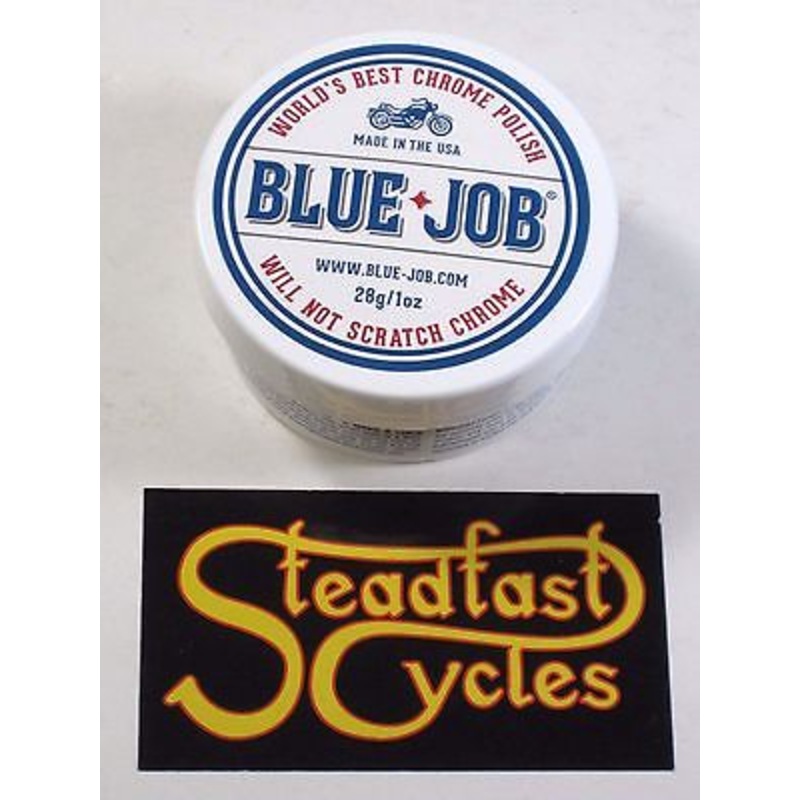 WORLD'S BEST CHROME POLISH
MADE IN THE USA
BLUE JOB®
WWW.BLUE-JOB.COM
28g/1oz
WILL NOT SCRATCH CHROME
Steadfast
Cycles